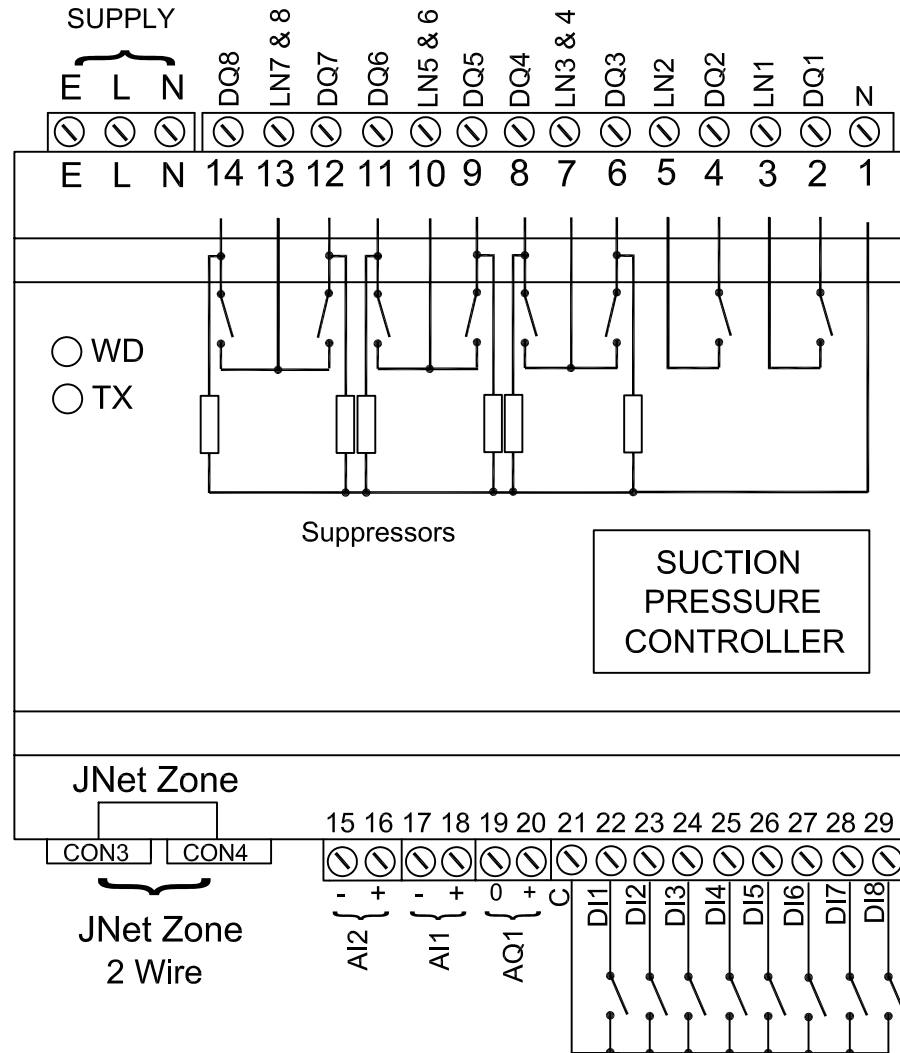 SUPPLY
E L N
DQ8 LN7 & 8 DQ7 DQ6 LN5 & 6 DQ5 DQ4 LN3 & 4 DQ3 LN2 DQ2 LN1 DQ1 N
E L N 14 13 12 11 10 9 8 7 6 5 4 3 2 1
WD
TX
Suppressors
SUCTION
PRESSURE
CONTROLLER
JNet Zone
CON3 CON4
15 16 17 18 19 20 21 22 23 24 25 26 27 28 29
- + - + 0 + C DI1 DI2 DI3 DI4 DI5 DI6 DI7 DI8
AI2 AI1 AQ1
JNet Zone
2 Wire